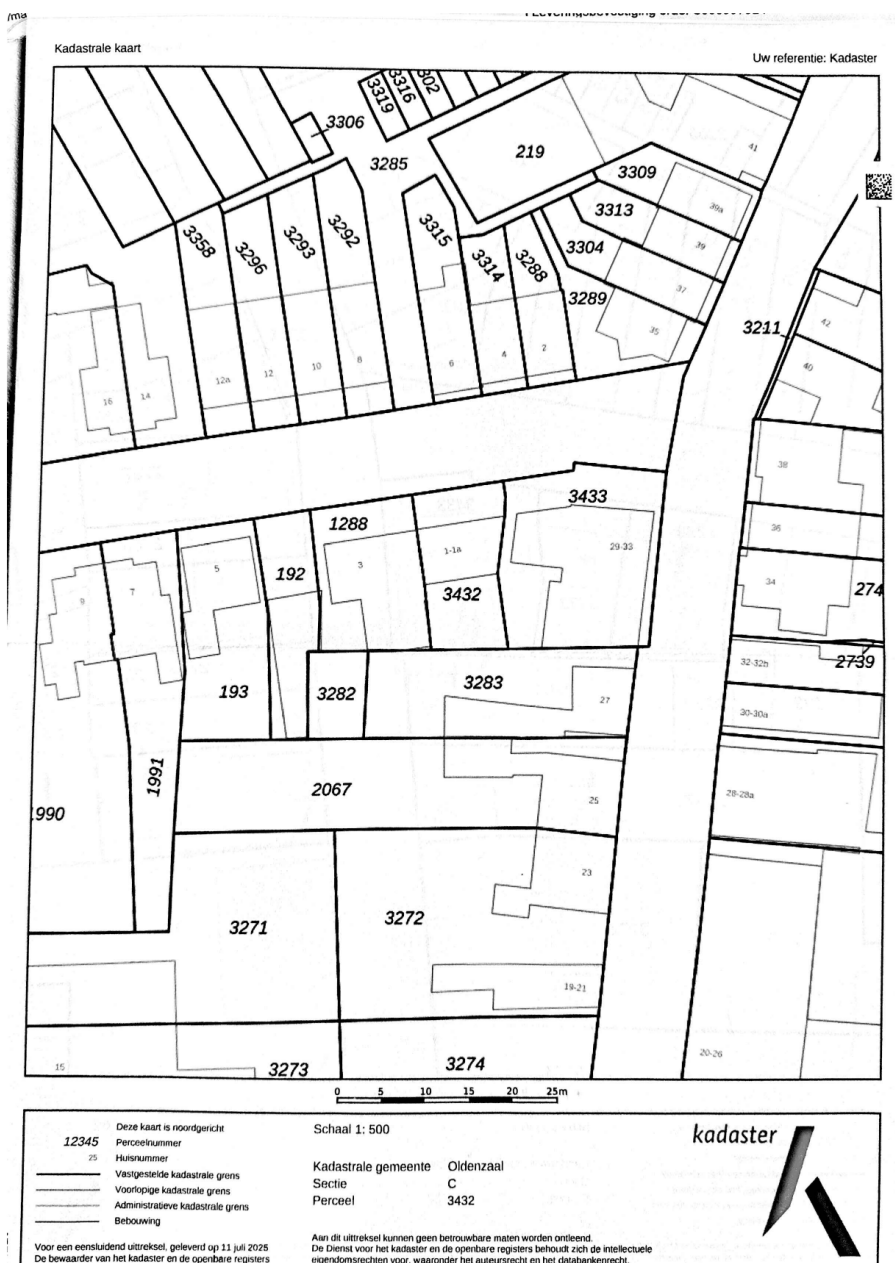 Kadastrale kaart
Uw referentie: Kadaster
3319
3316
302
3306
3285
219
41
3309
39a
3313
39
3304
37
3289
35
3358
3296
3293
3292
3315
3314
3288
3211
42
40
16
14
12a
12
10
8
6
4
2
38
36
34
274
2739
32-32b
30-30a
28-28a
20-26
3433
29-33
1288
1-1a
3432
192
3
5
7
9
193
3282
3283
27
1991
1990
2067
25
23
3271
3272
19-21
15
3273
3274
0 5 10 15 20 25m
Deze kaart is noordgericht
12345 Perceelnummer
25 Huisnummer
Vastgestelde kadastrale grens
Voorlopige kadastrale grens
Administratieve kadastrale grens
Bebouwing
Voor een eensluidend uittreksel, geleverd op 11 juli 2025
De bewaarder van het kadaster en de openbare registers
Schaal 1: 500
Kadastrale gemeente Oldenzaal
Sectie C
Perceel 3432
Aan dit uittreksel kunnen geen betrouwbare maten worden ontleend.
De Dienst voor het kadaster en de openbare registers behoudt zich de intellectuele
eigendomsrechten voor, waaronder het auteursrecht en het databankenrecht.
kadaster